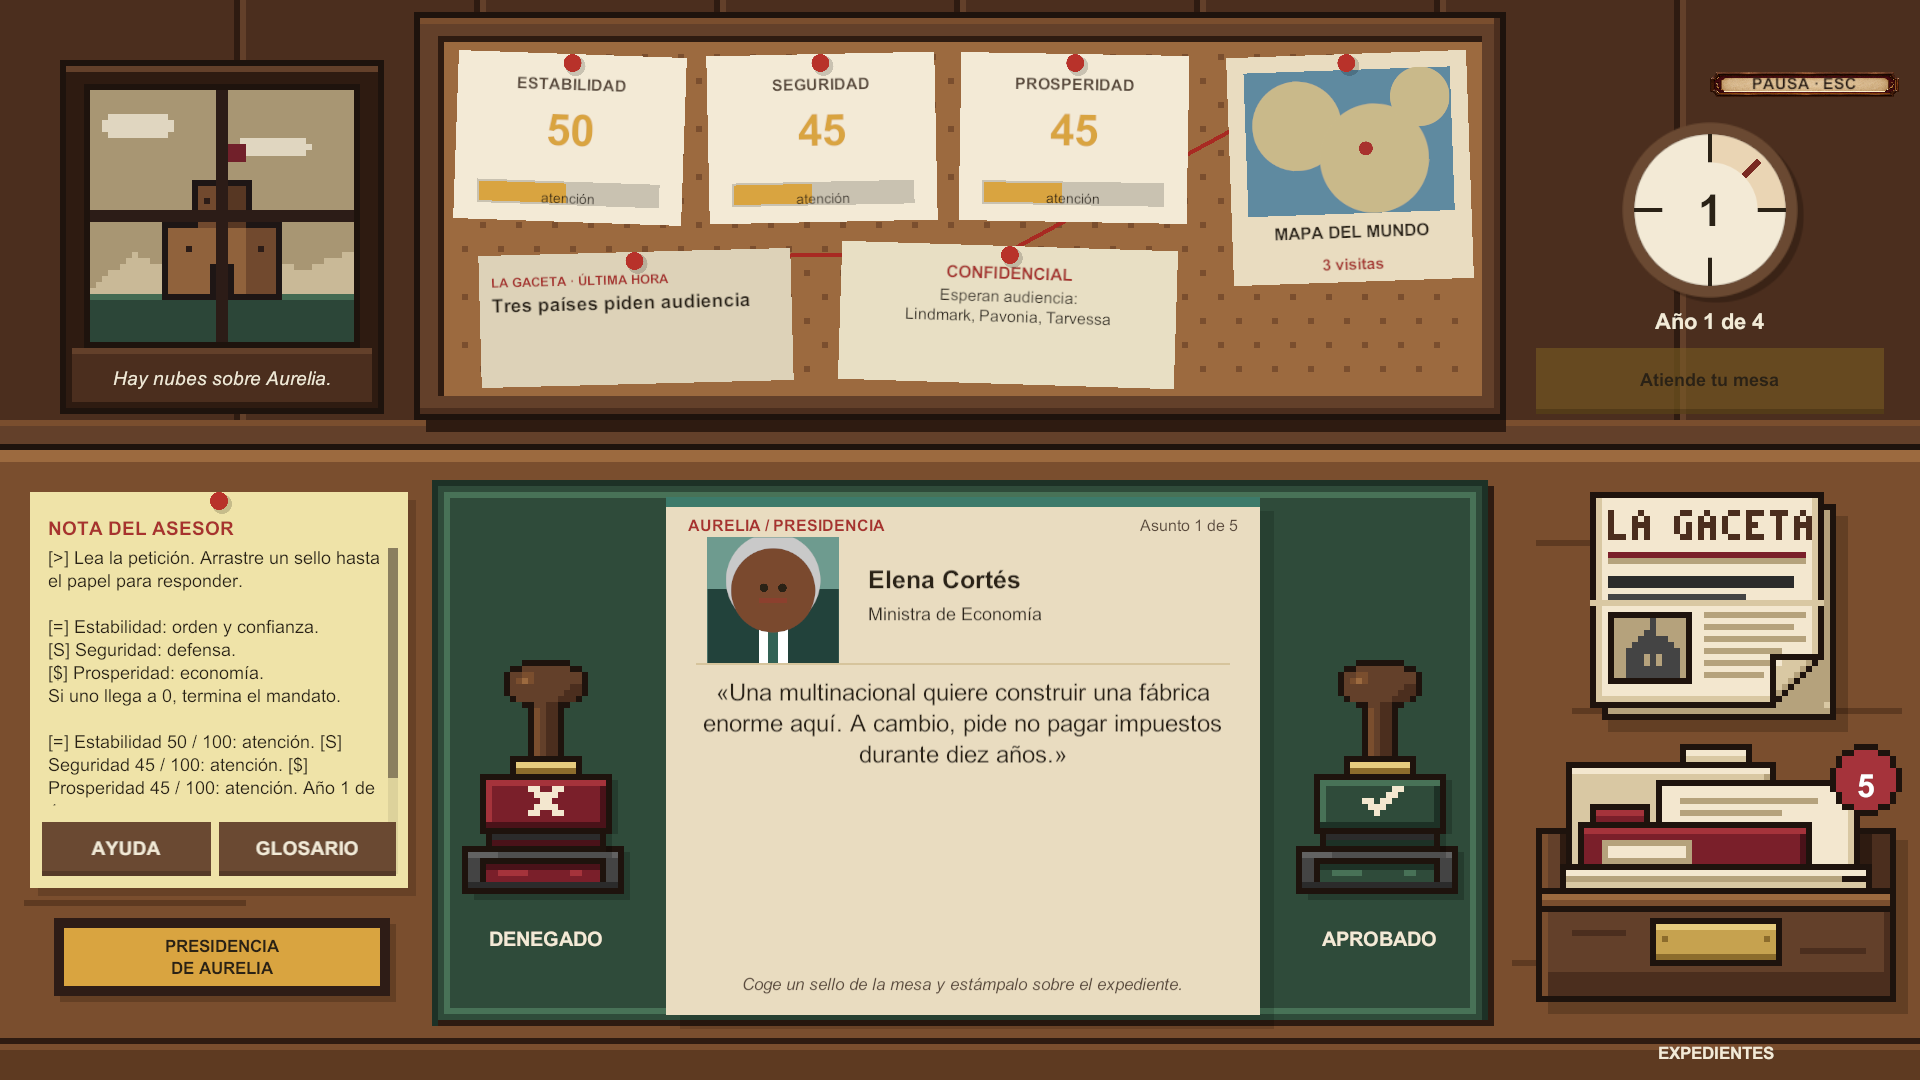 ESTABILIDAD
50
atención
SEGURIDAD
45
atención
PROSPERIDAD
45
atención
MAPA DEL MUNDO
3 visitas
LA GACETA · ÚLTIMA HORA
Tres países piden audiencia
CONFIDENCIAL
Esperan audiencia:
Lindmark, Pavonia, Tarvessa
PAUSA · ESC
1
Año 1 de 4
Atiende tu mesa
Hay nubes sobre Aurelia.
NOTA DEL ASESOR
[>] Lea la petición. Arrastre un sello hasta
el papel para responder.
[=] Estabilidad: orden y confianza.
[S] Seguridad: defensa.
[$] Prosperidad: economía.
Si uno llega a 0, termina el mandato.
[=] Estabilidad 50 / 100: atención. [S]
Seguridad 45 / 100: atención. [$]
Prosperidad 45 / 100: atención. Año 1 de
AYUDA
GLOSARIO
PRESIDENCIA
DE AURELIA
AURELIA / PRESIDENCIA
Asunto 1 de 5
Elena Cortés
Ministra de Economía
«Una multinacional quiere construir una fábrica
enorme aquí. A cambio, pide no pagar impuestos
durante diez años.»
Coge un sello de la mesa y estámpalo sobre el expediente.
DENEGADO
APROBADO
LA GACETA
5
EXPEDIENTES